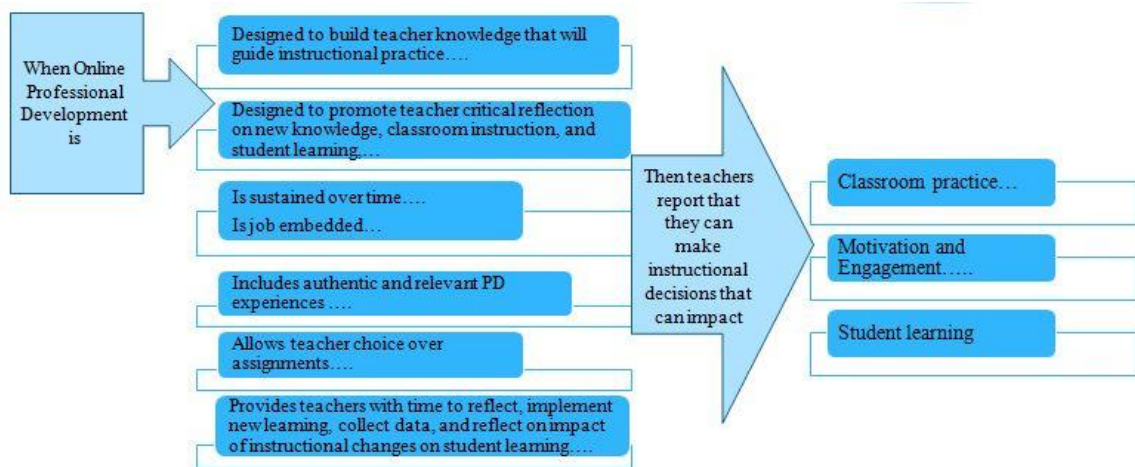 When Online
Professional
Development
is
Designed to build teacher knowledge that will
guide instructional practice….
Designed to promote teacher critical reflection
on new knowledge, classroom instruction, and
student learning,…
Is sustained over time….
Is job embedded…
Includes authentic and relevant PD
experiences ….
Allows teacher choice over
assignments….
Provides teachers with time to reflect, implement
new learning, collect data, and reflect on impact
of instructional changes on student learning….
Then teachers
report that
they can
make
instructional
decisions that
can impact
Classroom practice…
Motivation and
Engagement…..
Student learning